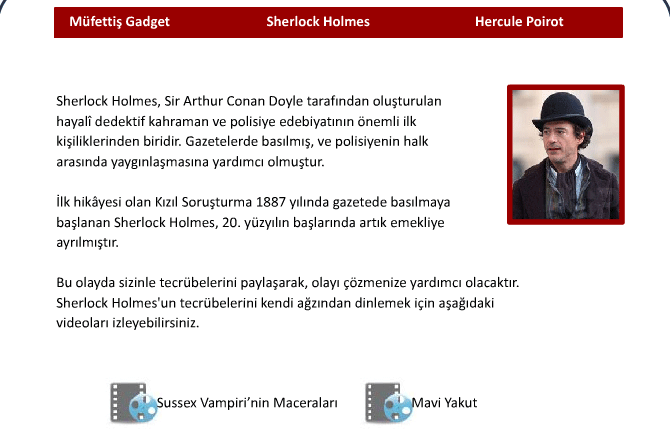 Müfettiş Gadget Sherlock Holmes Hercule Poirot
Sherlock Holmes, Sir Arthur Conan Doyle tarafından oluşturulan
hayalî dedektif kahraman ve polisiye edebiyatının önemli ilk
kişiliklerinden biridir. Gazetelerde basılmış, ve polisiyenin halk
arasında yaygınlaşmasına yardımcı olmuştur.
İlk hikâyesi olan Kızıl Soruşturma 1887 yılında gazetede basılmaya
başlanan Sherlock Holmes, 20. yüzyılın başlarında artık emekliye
ayrılmıştır.
Bu olayda sizinle tecrübelerini paylaşarak, olayı çözmenize yardımcı olacaktır.
Sherlock Holmes'un tecrübelerini kendi ağzından dinlemek için aşağıdaki
videoları izleyebilirsiniz.
Sussex Vampiri’nin Maceraları Mavi Yakut